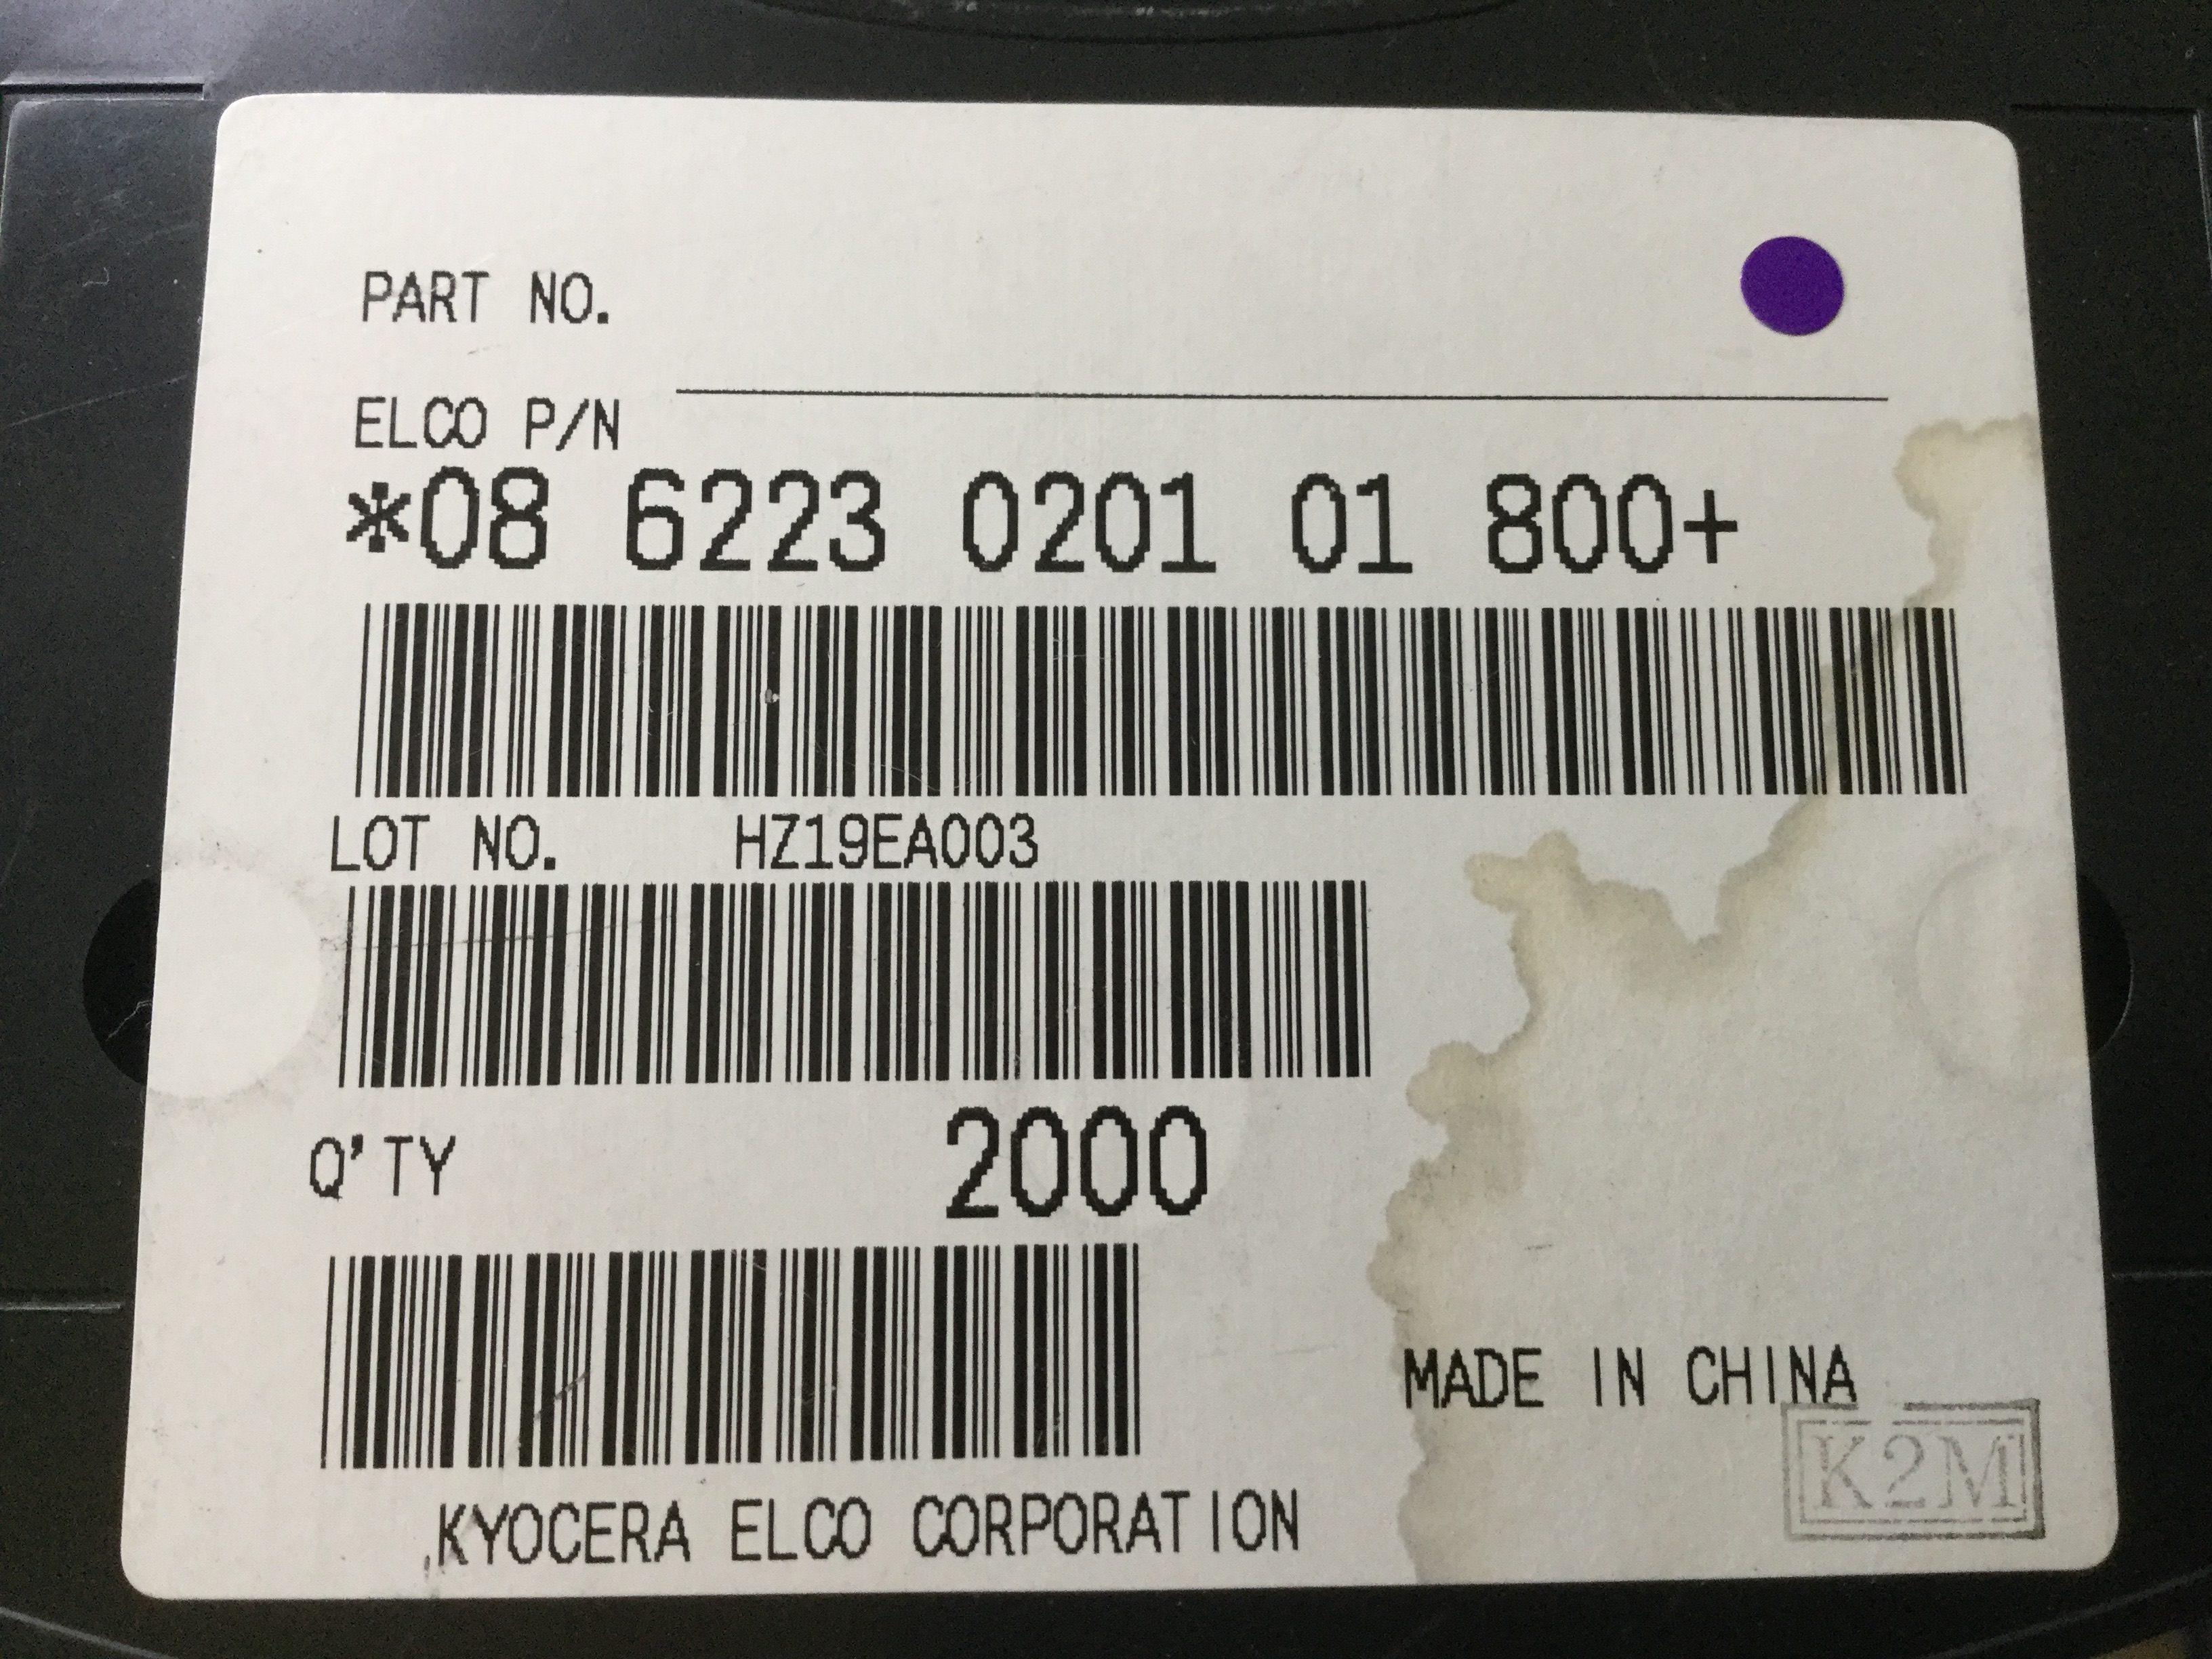 PART NO.
ELCO P/N
*08 6223 0201 01 800+
LOT NO. HZ19EA003
Q'TY 2000
MADE IN CHINA
K2M
KYOCERA ELCO CORPORATION